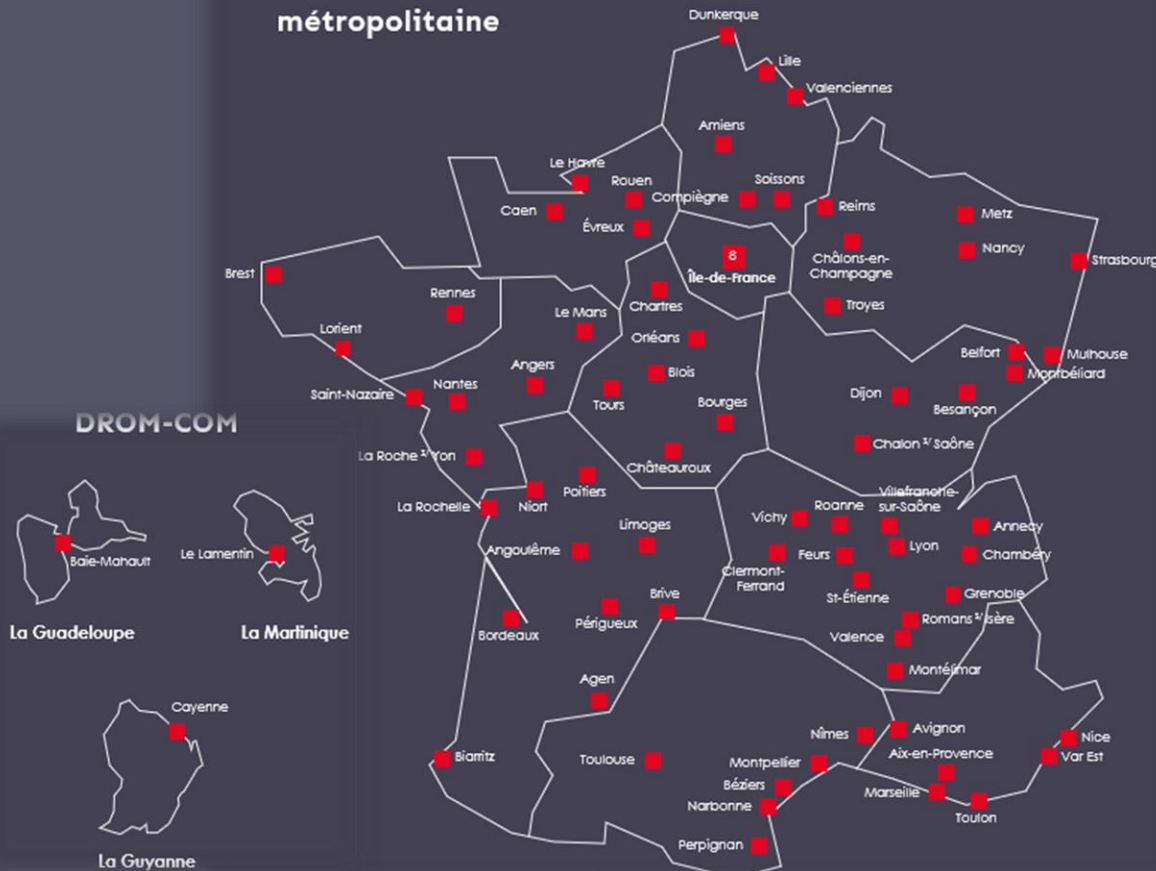 métropolitaine
Dunkerque
Lille
Valenciennes
Amiens
Le Havre
Rouen
Compiègne
Soissons
Caen
Évreux
Reims
Metz
Châlons-en-
Champagne
Nancy
8
Île-de-France
Strasbourg
Brest
Rennes
Chartres
Troyes
Le Mans
Lorient
Orléans
Belfort
Mulhouse
Montbéliard
Angers
Blois
Saint-Nazaire
Nantes
Tours
Bourges
Dijon
Besançon
Chalon s/ Saône
La Roche s/ Yon
Châteauroux
Poitiers
La Rochelle
Niort
Limoges
Vichy
Roanne
Villefranche-
sur-Saône
Annecy
Angoulême
Clermont-
Ferrand
Feurs
Lyon
Chambéry
St-Étienne
Grenoble
Brive
Périgueux
Bordeaux
Romans s/ Isère
Valence
Montélimar
Agen
Biarritz
Toulouse
Nîmes
Avignon
Aix-en-Provence
Nice
Var Est
Montpellier
Béziers
Marseille
Narbonne
Toulon
Perpignan
DROM-COM
Baie-Mahault
La Guadeloupe
Le Lamentin
La Martinique
Cayenne
La Guyanne